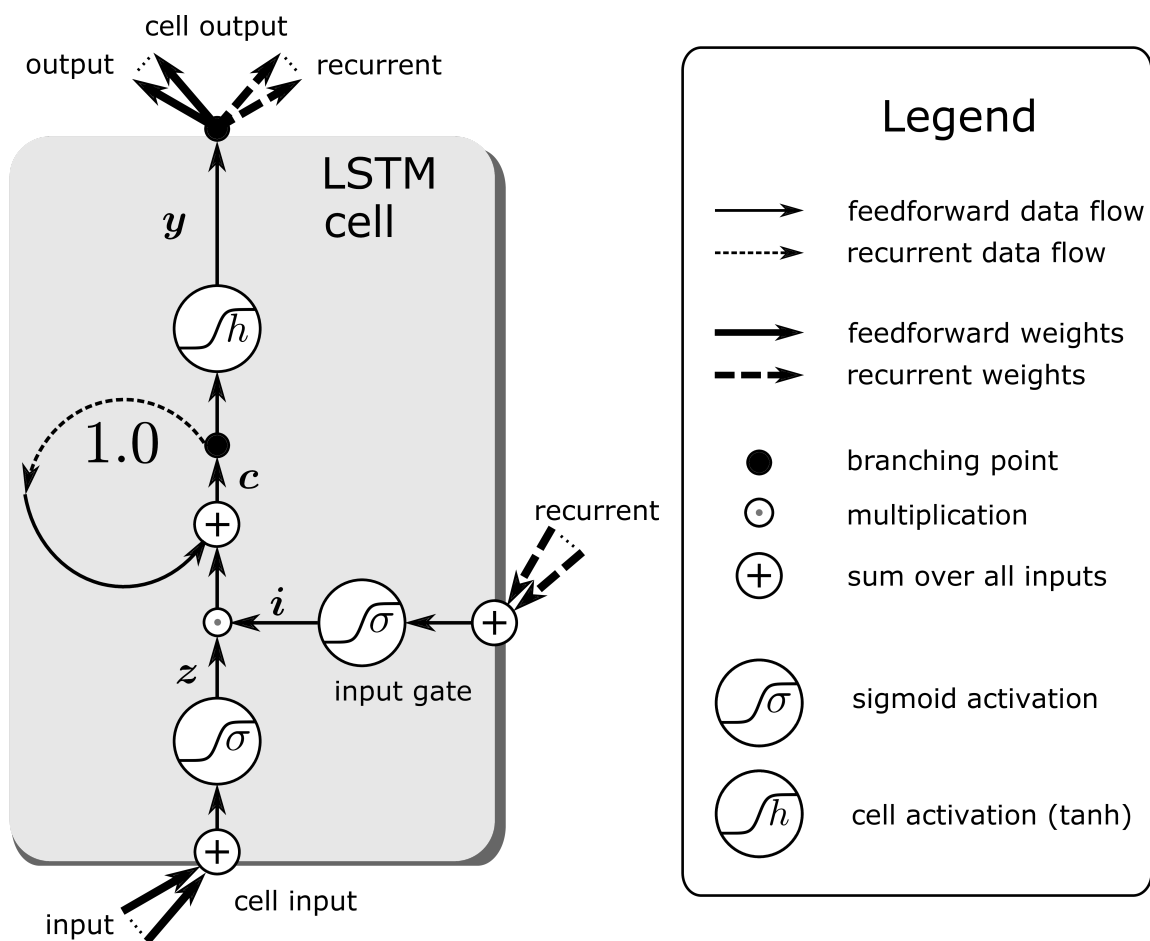 cell output
output
recurrent
LSTM
cell
y
h
1.0
c
recurrent
i
σ
input gate
z
σ
cell input
input
Legend
feedforward data flow
recurrent data flow
feedforward weights
recurrent weights
branching point
multiplication
sum over all inputs
σ
sigmoid activation
h
cell activation (tanh)